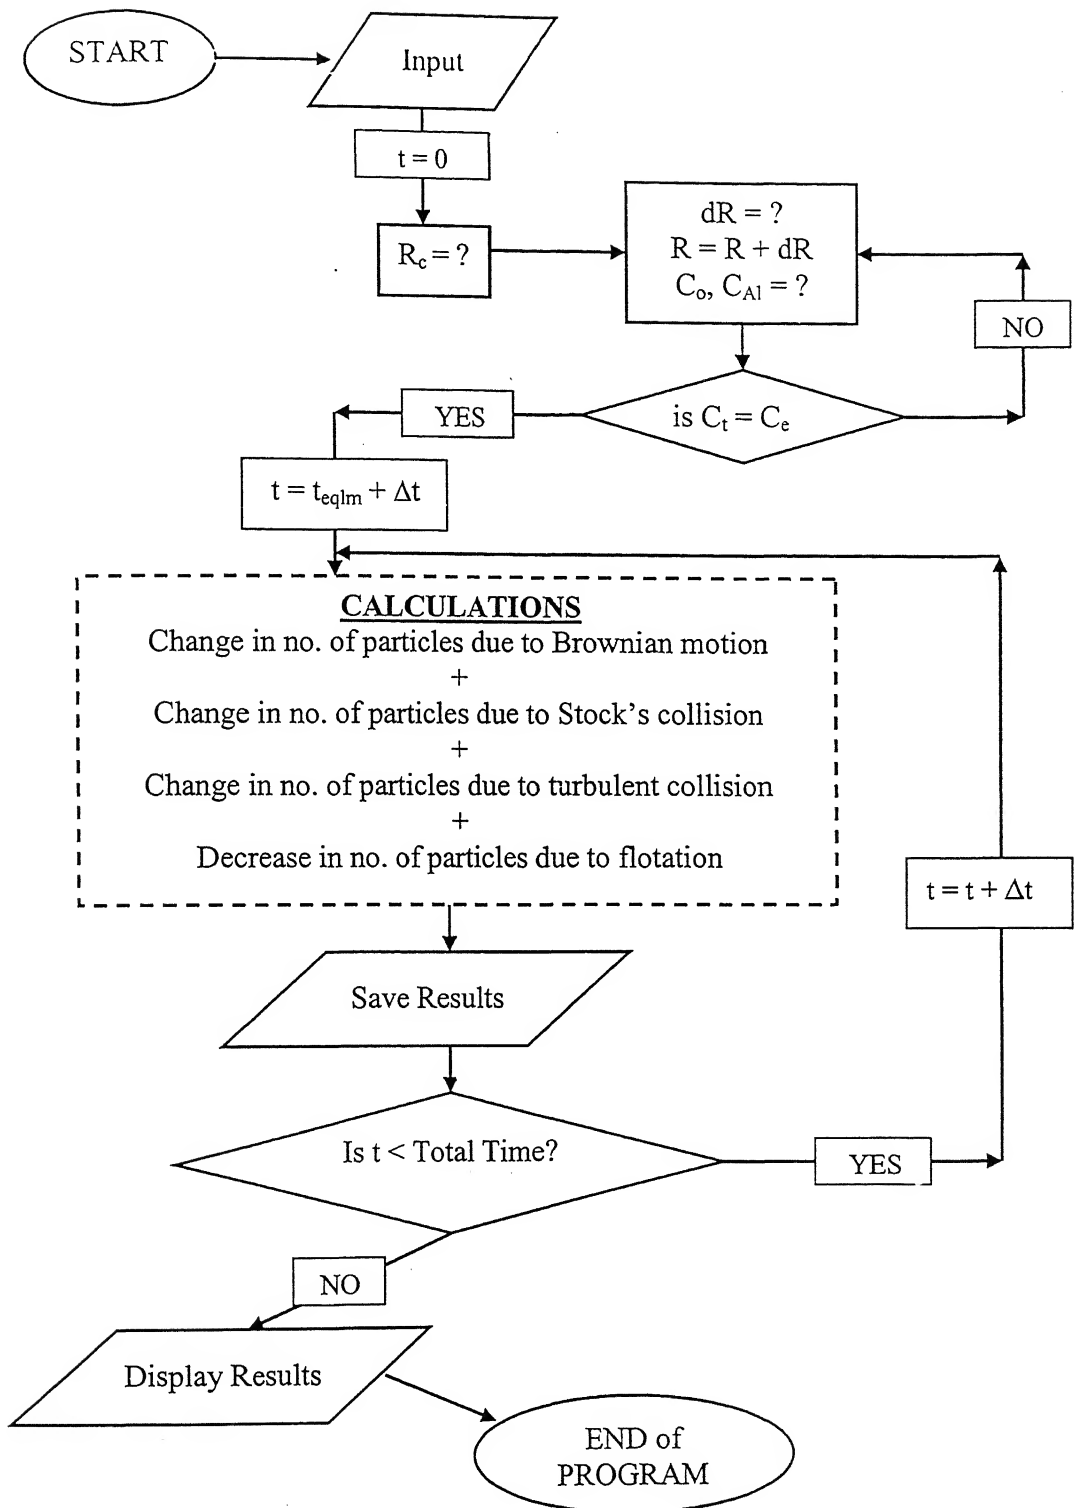 START
Input
t = 0
R_c = ?
dR = ?
R = R + dR
C_o, C_Al = ?
NO
is C_t = C_e
YES
t = t_eqlm + Δt
CALCULATIONS
Change in no. of particles due to Brownian motion
+
Change in no. of particles due to Stock's collision
+
Change in no. of particles due to turbulent collision
+
Decrease in no. of particles due to flotation
t = t + Δt
Save Results
Is t < Total Time?
YES
NO
Display Results
END of
PROGRAM